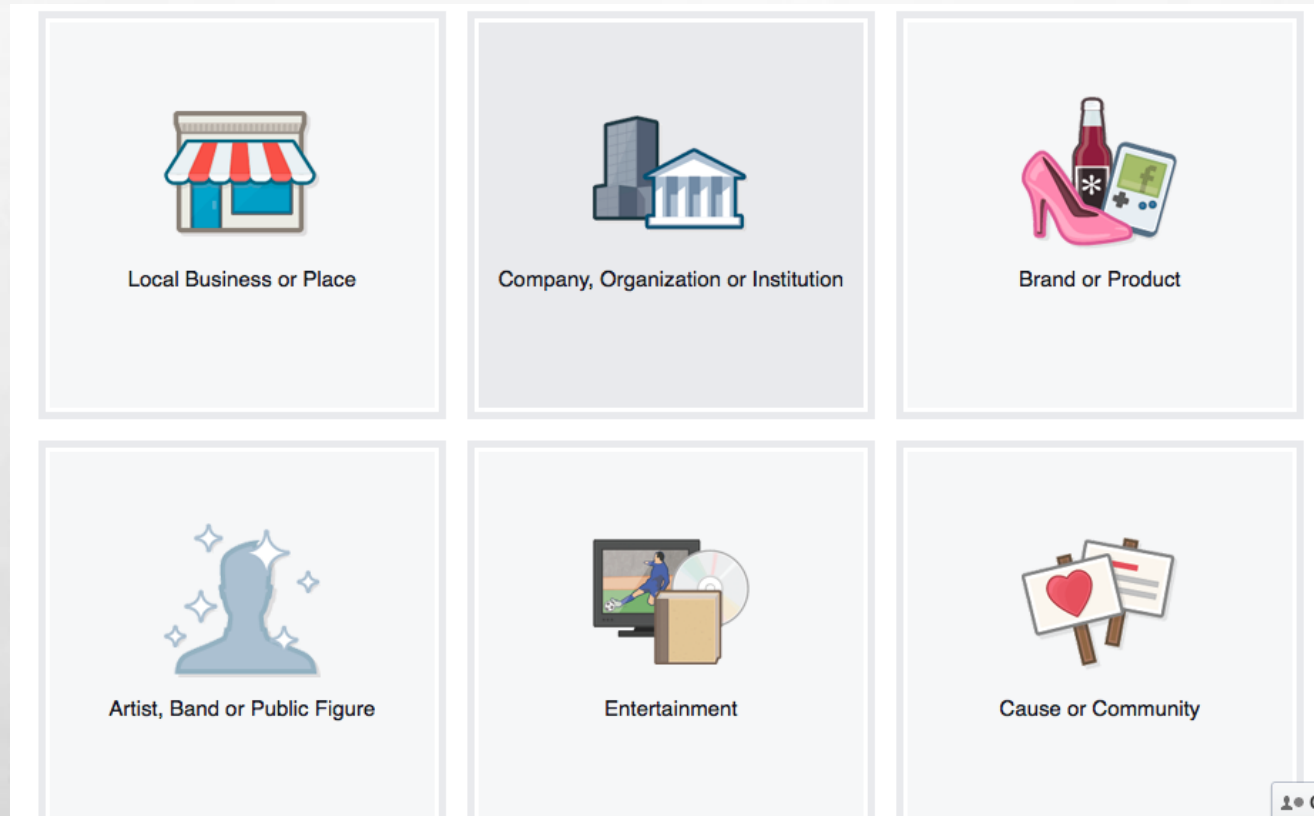 Local Business or Place
Company, Organization or Institution
Brand or Product
Artist, Band or Public Figure
Entertainment
Cause or Community